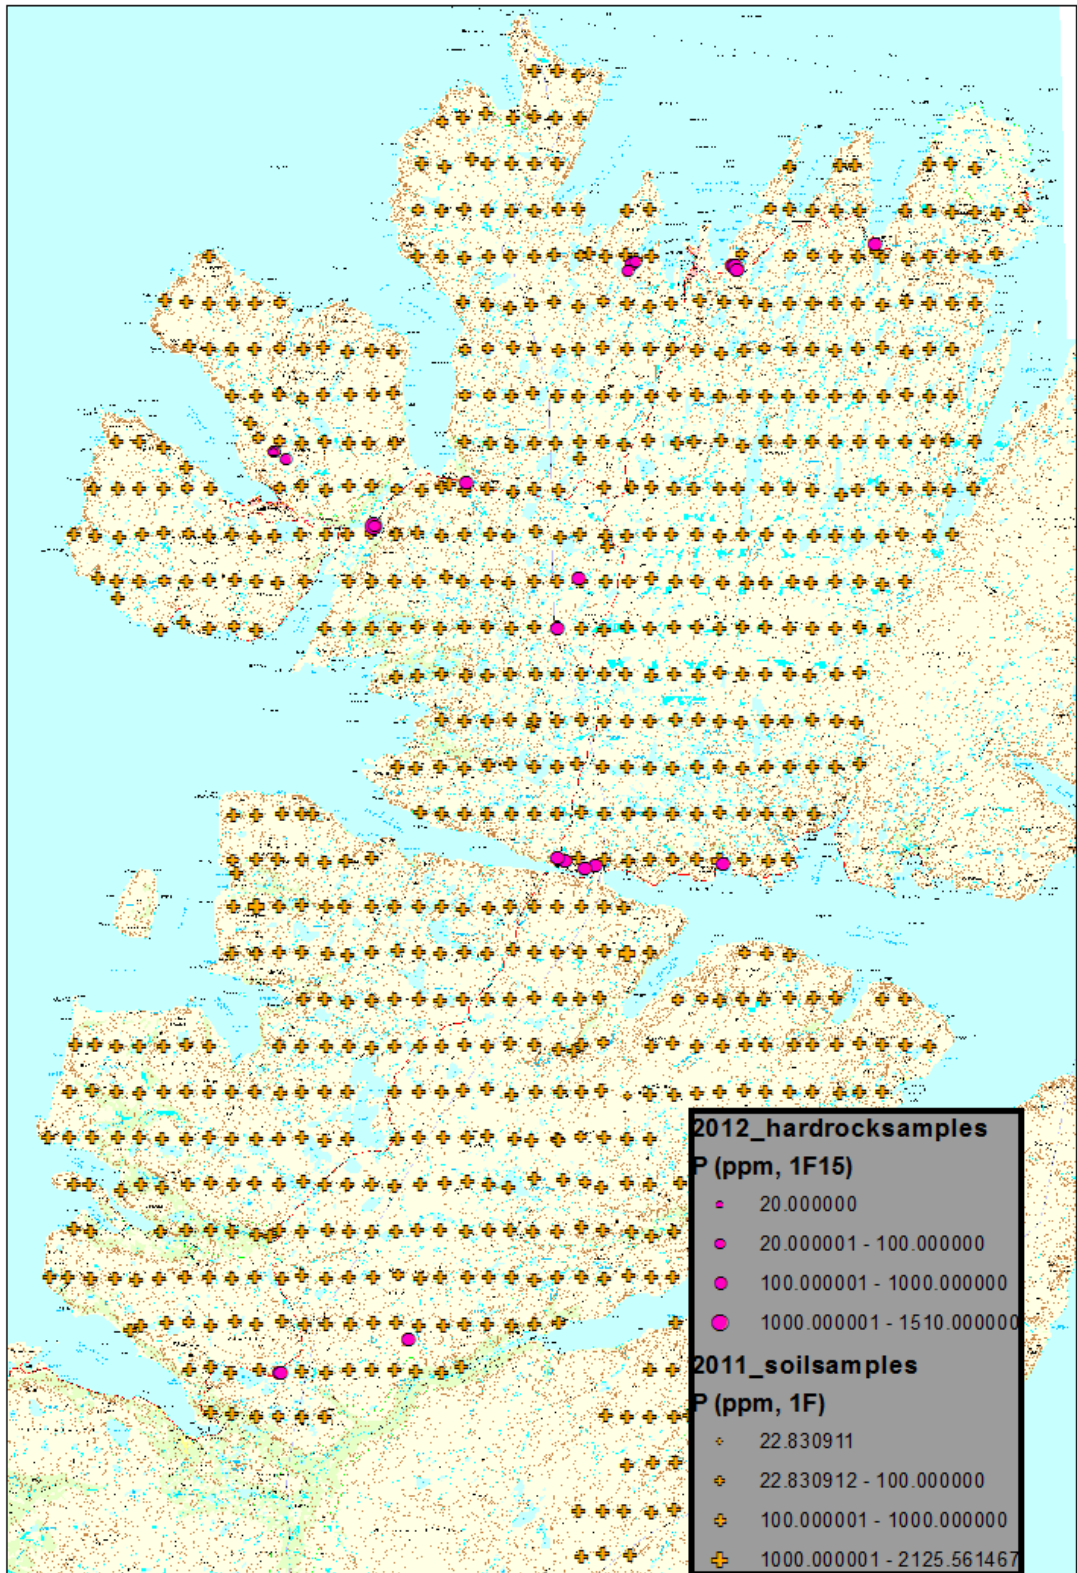 2012_hardrocksamples
P (ppm, 1F15)
20.000000
20.000001 - 100.000000
100.000001 - 1000.000000
1000.000001 - 1510.000000
2011_soilsamples
P (ppm, 1F)
22.830911
22.830912 - 100.000000
100.000001 - 1000.000000
1000.000001 - 2125.561467